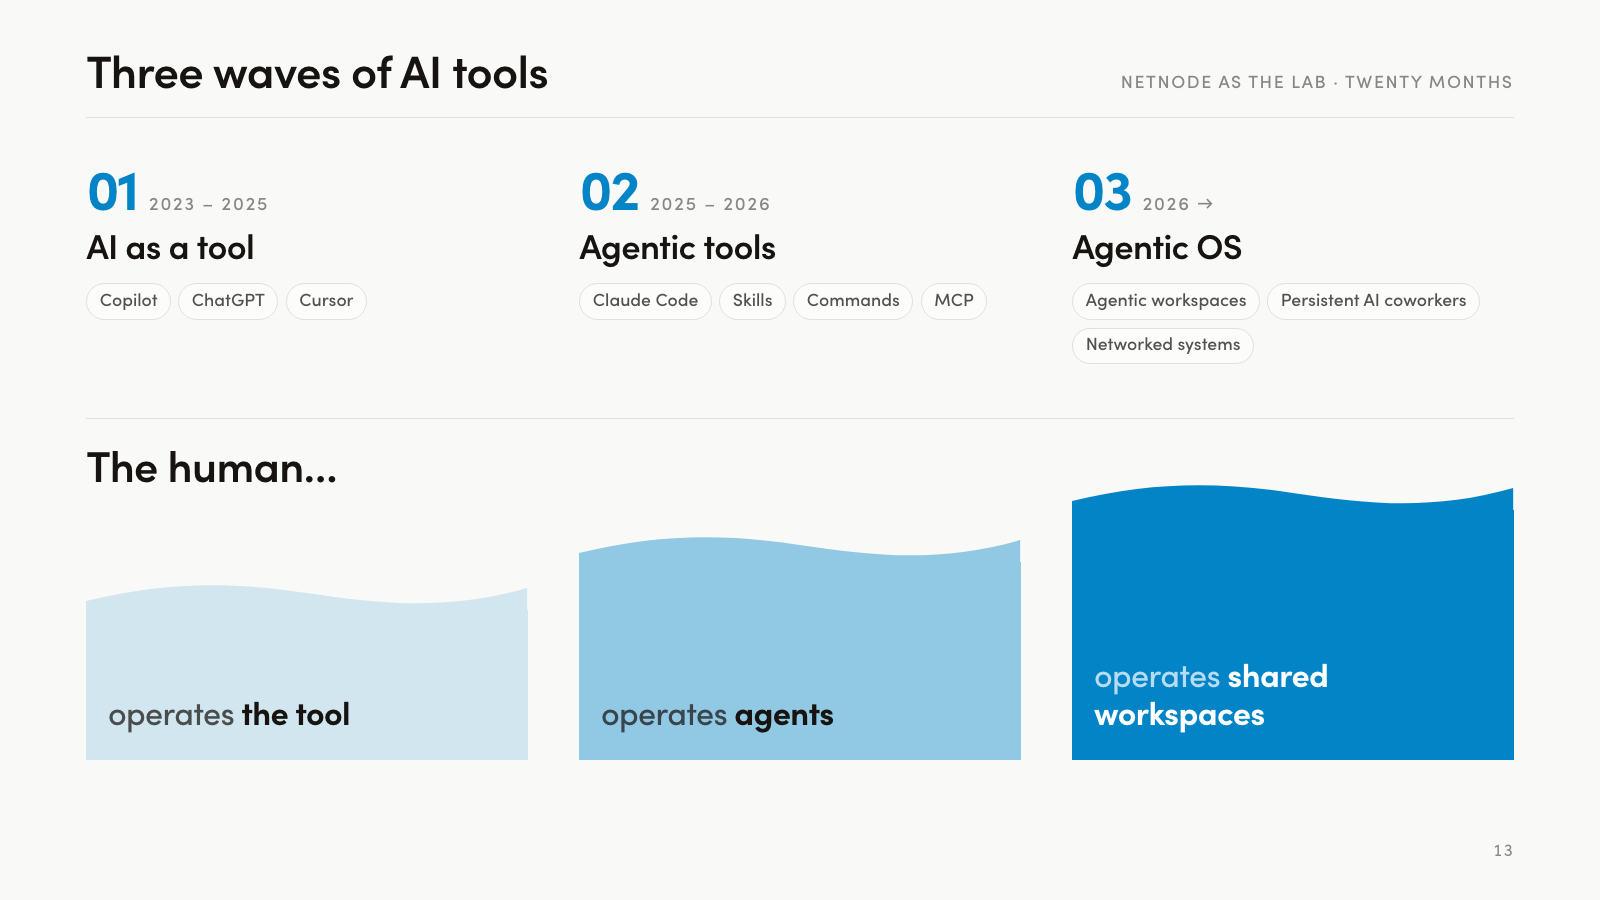 Three waves of AI tools
NETNODE AS THE LAB · TWENTY MONTHS
01 2023 – 2025
AI as a tool
Copilot ChatGPT Cursor
02 2025 – 2026
Agentic tools
Claude Code Skills Commands MCP
03 2026 →
Agentic OS
Agentic workspaces Persistent AI coworkers
Networked systems
The human...
operates the tool
operates agents
operates shared
workspaces
13